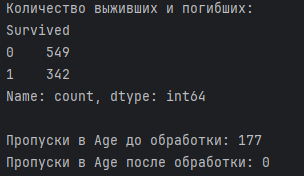 Количество выживших и погибших:
Survived
0    549
1    342
Name: count, dtype: int64

Пропуски в Age до обработки: 177
Пропуски в Age после обработки: 0